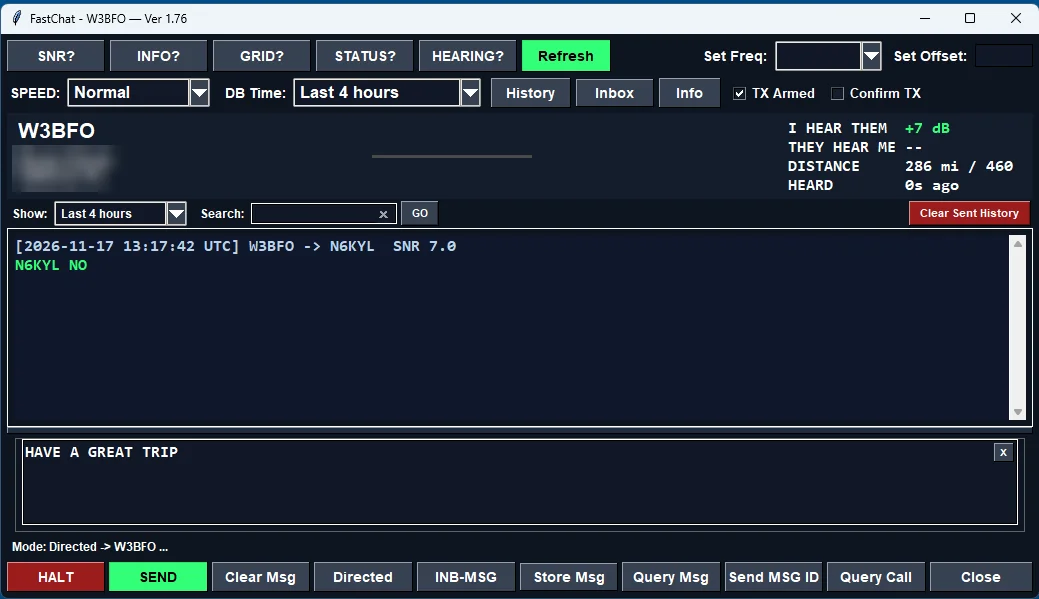 FastChat - W3BFO — Ver 1.76
SNR? INFO? GRID? STATUS? HEARING? Refresh Set Freq: Set Offset:
SPEED: Normal DB Time: Last 4 hours History Inbox Info TX Armed Confirm TX
W3BFO
I HEAR THEM +7 dB
THEY HEAR ME --
DISTANCE 286 mi / 460
HEARD 0s ago
Show: Last 4 hours Search: × GO Clear Sent History
[2026-11-17 13:17:42 UTC] W3BFO -> N6KYL SNR 7.0
N6KYL NO
HAVE A GREAT TRIP X
Mode: Directed -> W3BFO ...
HALT SEND Clear Msg Directed INB-MSG Store Msg Query Msg Send MSG ID Query Call Close